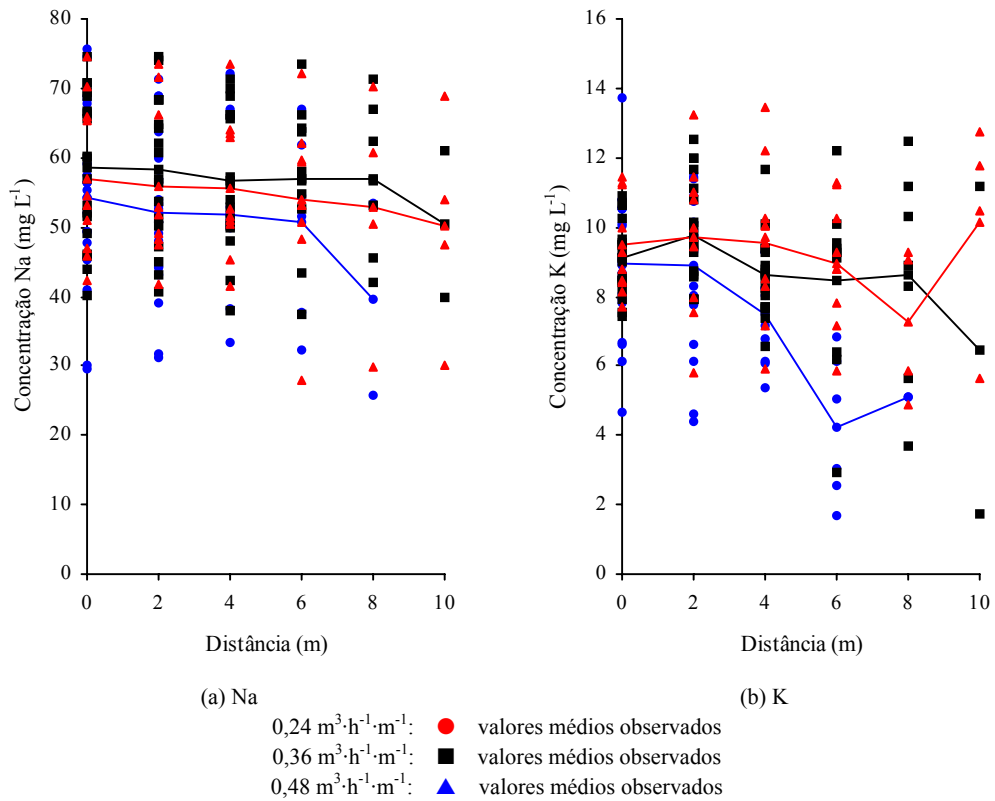 80
70
60
50
40
30
20
10
0
Concentração Na (mg L⁻¹)
0 2 4 6 8 10
Distância (m)
(a) Na
16
14
12
10
8
6
4
2
0
Concentração K (mg L⁻¹)
0 2 4 6 8 10
Distância (m)
(b) K
0,24 m³·h⁻¹·m⁻¹: valores médios observados
0,36 m³·h⁻¹·m⁻¹: valores médios observados
0,48 m³·h⁻¹·m⁻¹: valores médios observados